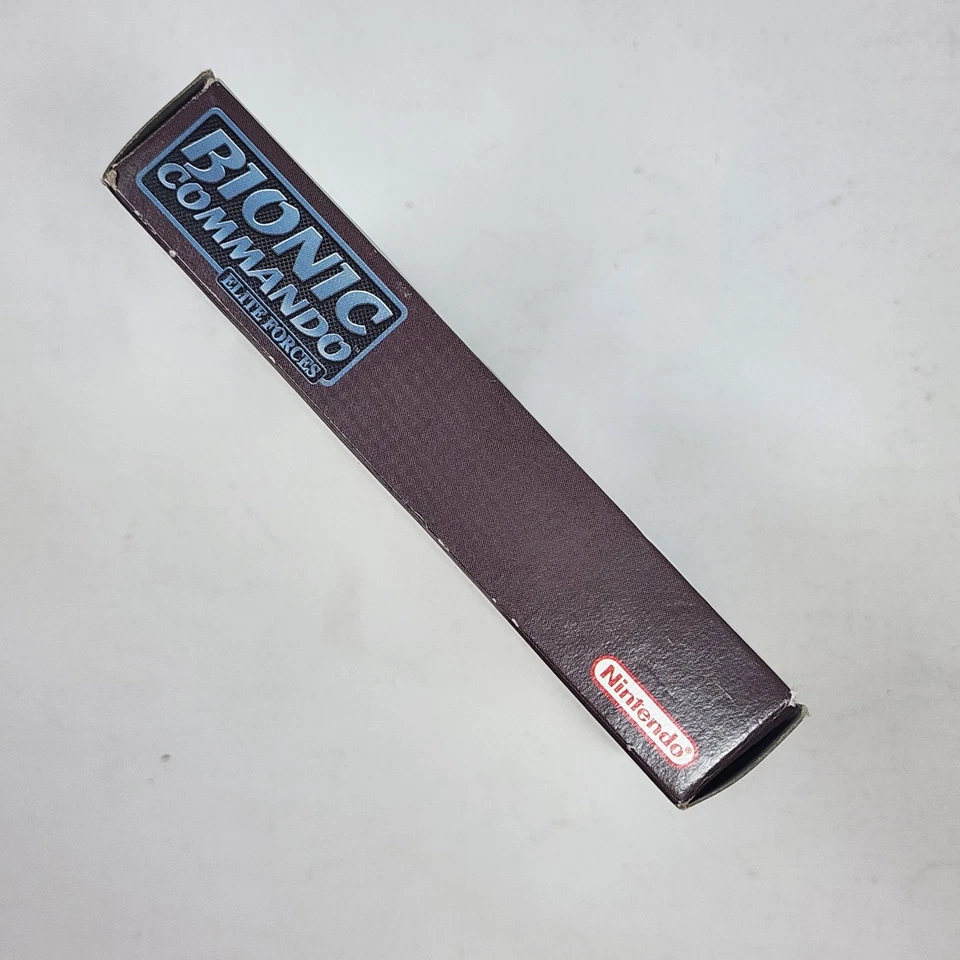 BIONIC
COMMANDO
ELITE FORCES
Nintendo®